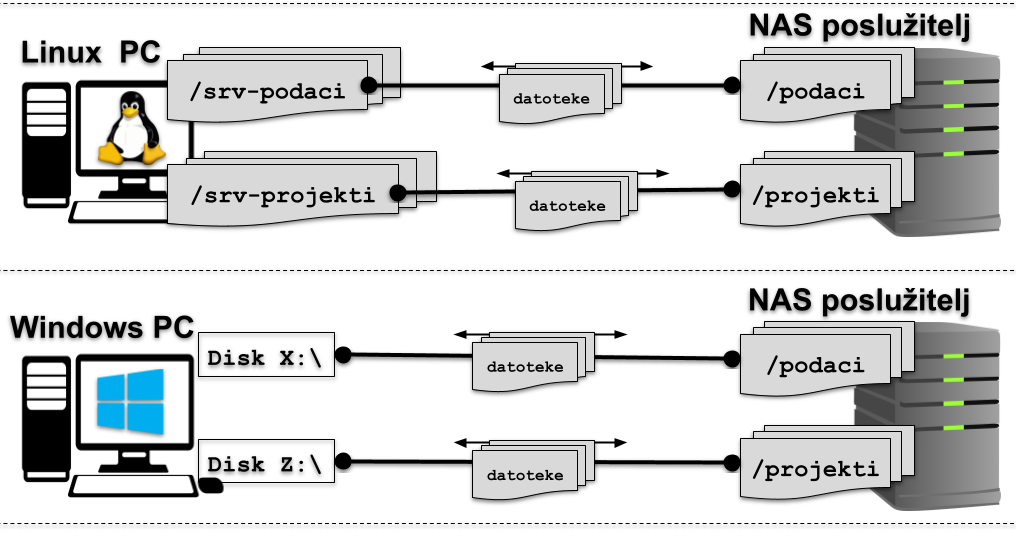 Linux PC
NAS poslužitelj
/srv-podaci
datoteke
/podaci
/srv-projekti
datoteke
/projekti
Windows PC
NAS poslužitelj
Disk X:\
datoteke
/podaci
Disk Z:\
datoteke
/projekti